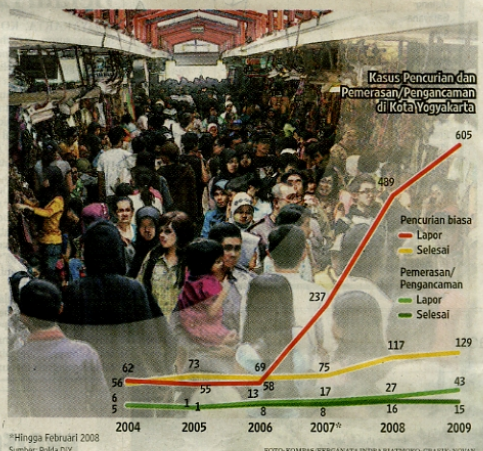 Kasus Pencurian dan
Pemerasan/Pengancaman
di Kota Yogyakarta
605
489
Pencurian biasa
Lapor
Selesai
237
Pemerasan/
Pengancaman
Lapor
Selesai
62 73 69 75 117 129
56 55 58
6 1 13 17 27 43
5 1 8 8 16 15
2004 2005 2006 2007* 2008 2009
*Hingga Februari 2008
Sumber: Polda DIY
FOTO: KOMPAS/